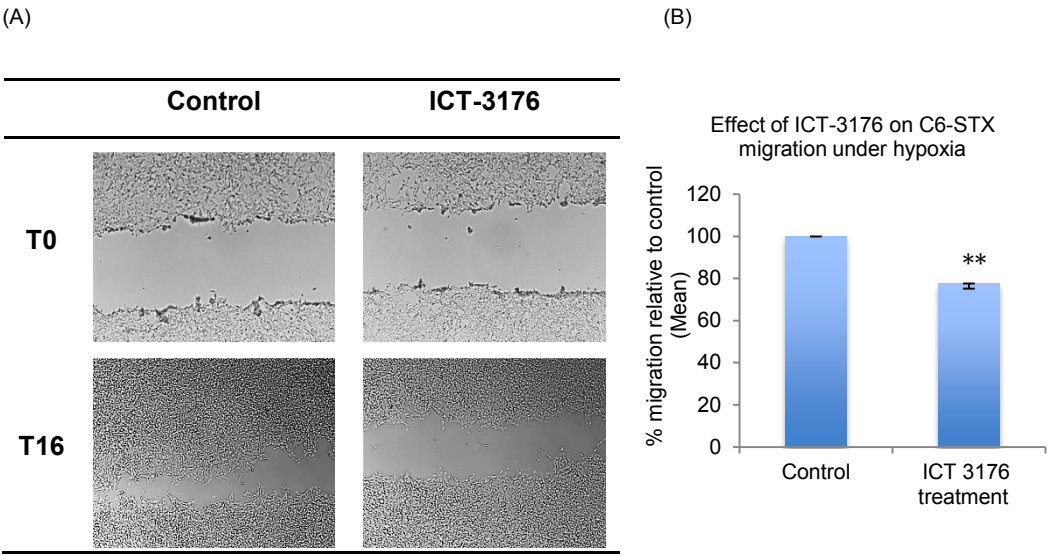 (A)
(B)
Control
ICT-3176
T0
T16
Effect of ICT-3176 on C6-STX
migration under hypoxia
% migration relative to control
(Mean)
120
100
80
60
40
20
0
**
Control
ICT 3176
treatment